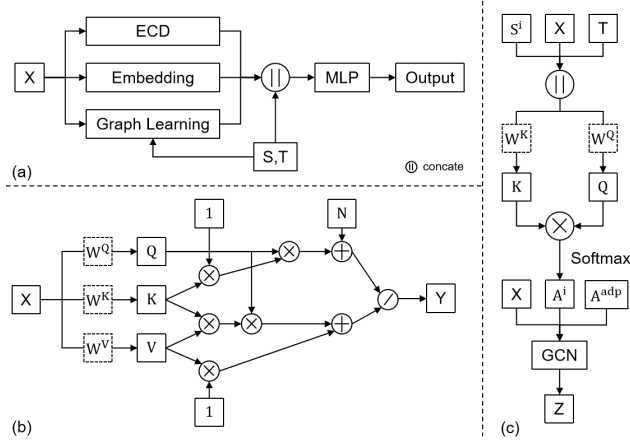 X
ECD
Embedding
Graph Learning
||
MLP
Output
S,T
(a)
|| concate
1
N
X
W^Q
Q
×
+
W^K
K
×
/
Y
W^V
V
×
×
+
×
1
(b)
S^i
X
T
||
W^K
W^Q
K
Q
×
Softmax
X
A^i
A^adp
GCN
Z
(c)